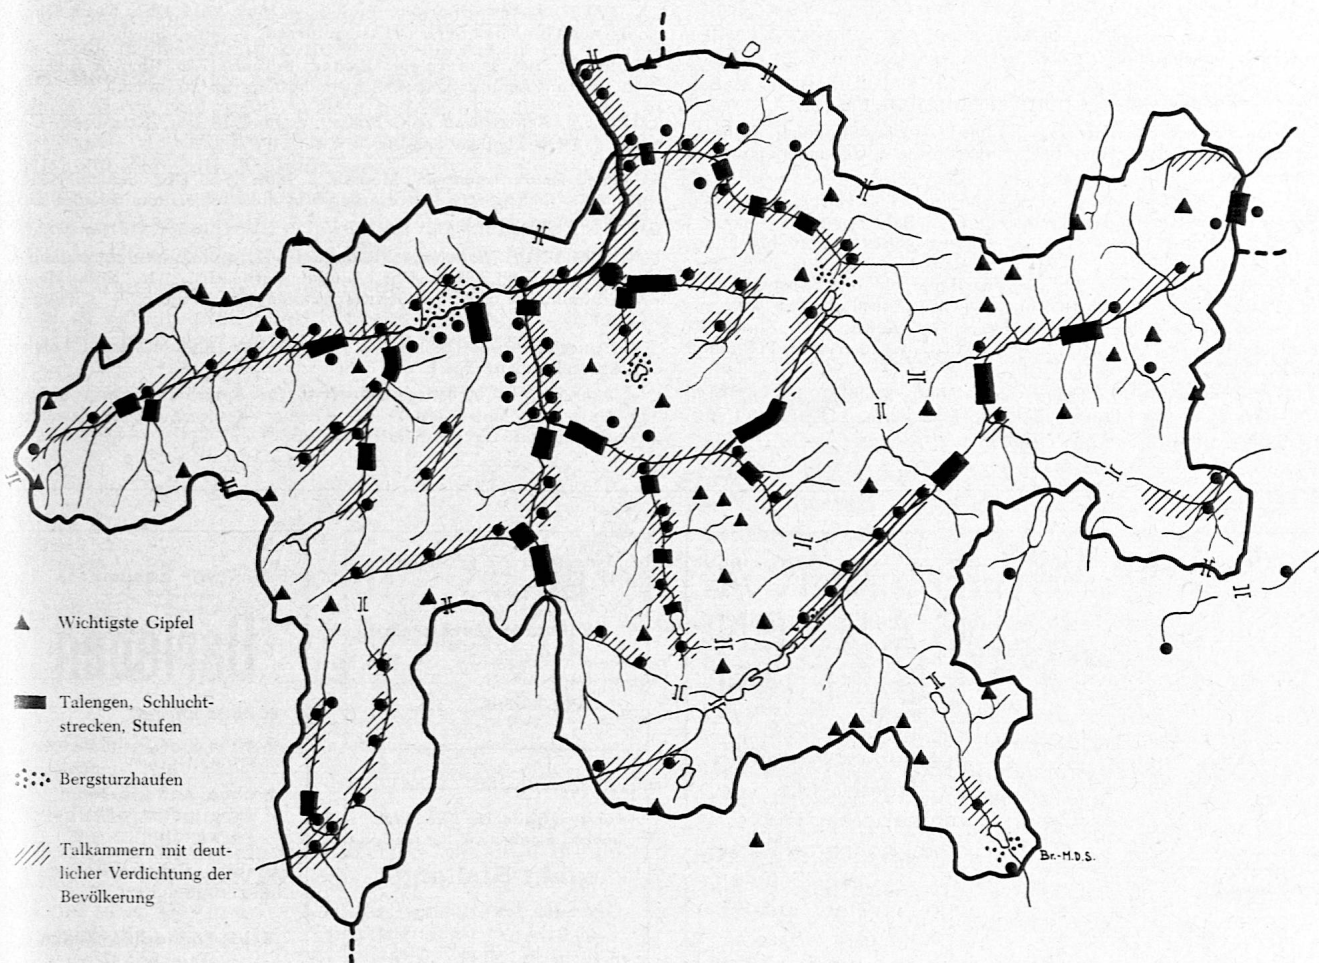 Wichtigste Gipfel
Talengen, Schlucht-
strecken, Stufen
Bergsturzhaufen
Talkammern mit deut-
licher Verdichtung der
Bevölkerung
Br.-M.D.S.